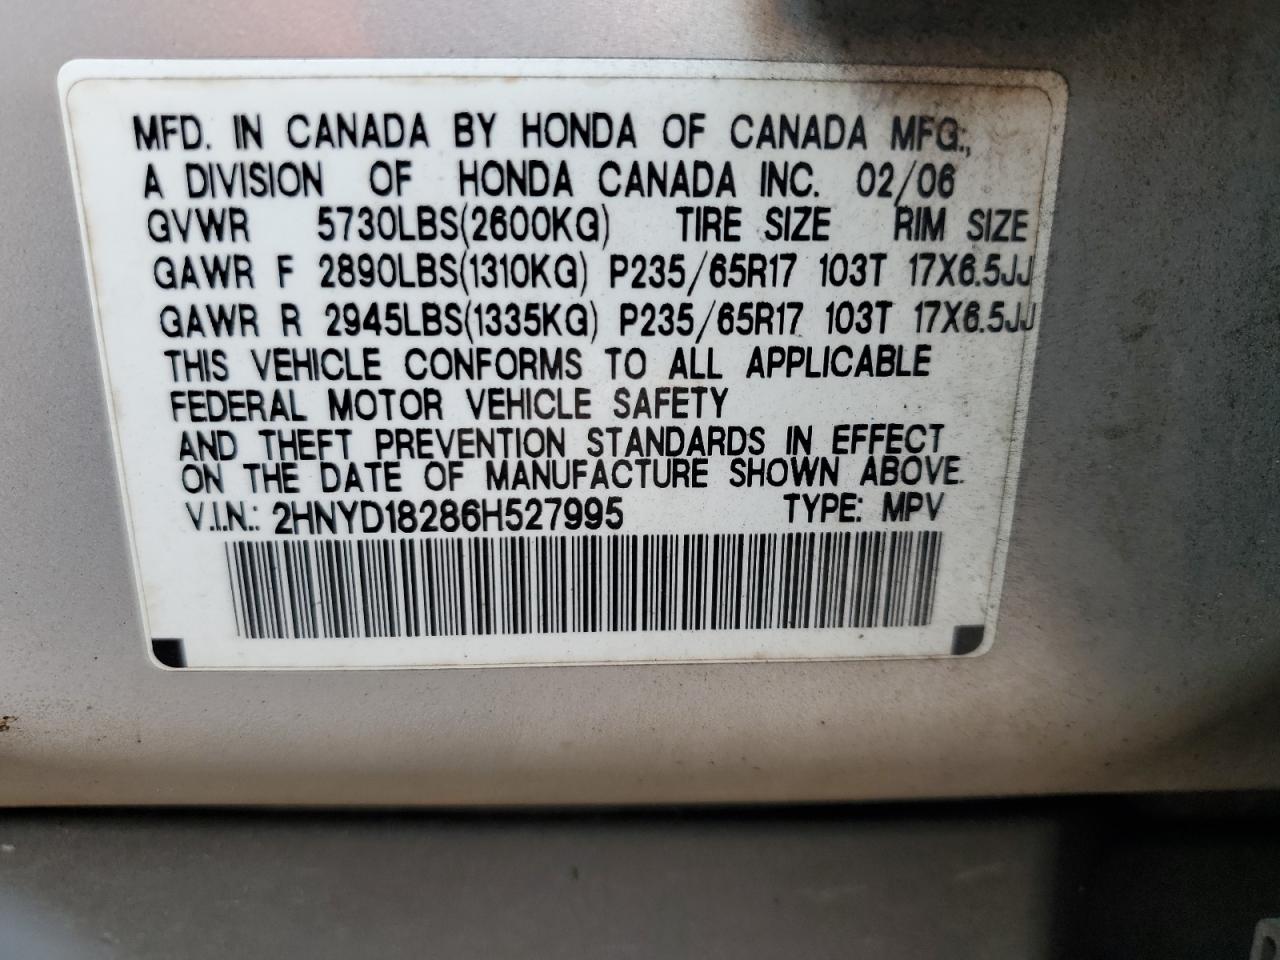 MFD. IN CANADA BY HONDA OF CANADA MFG.,
A DIVISION OF HONDA CANADA INC. 02/06
GVWR 5730LBS(2600KG) TIRE SIZE RIM SIZE
GAWR F 2890LBS(1310KG) P235/65R17 103T 17X6.5JJ
GAWR R 2945LBS(1335KG) P235/65R17 103T 17X6.5JJ
THIS VEHICLE CONFORMS TO ALL APPLICABLE
FEDERAL MOTOR VEHICLE SAFETY
AND THEFT PREVENTION STANDARDS IN EFFECT
ON THE DATE OF MANUFACTURE SHOWN ABOVE.
V.I.N.: 2HNYD18286H527995 TYPE: MPV